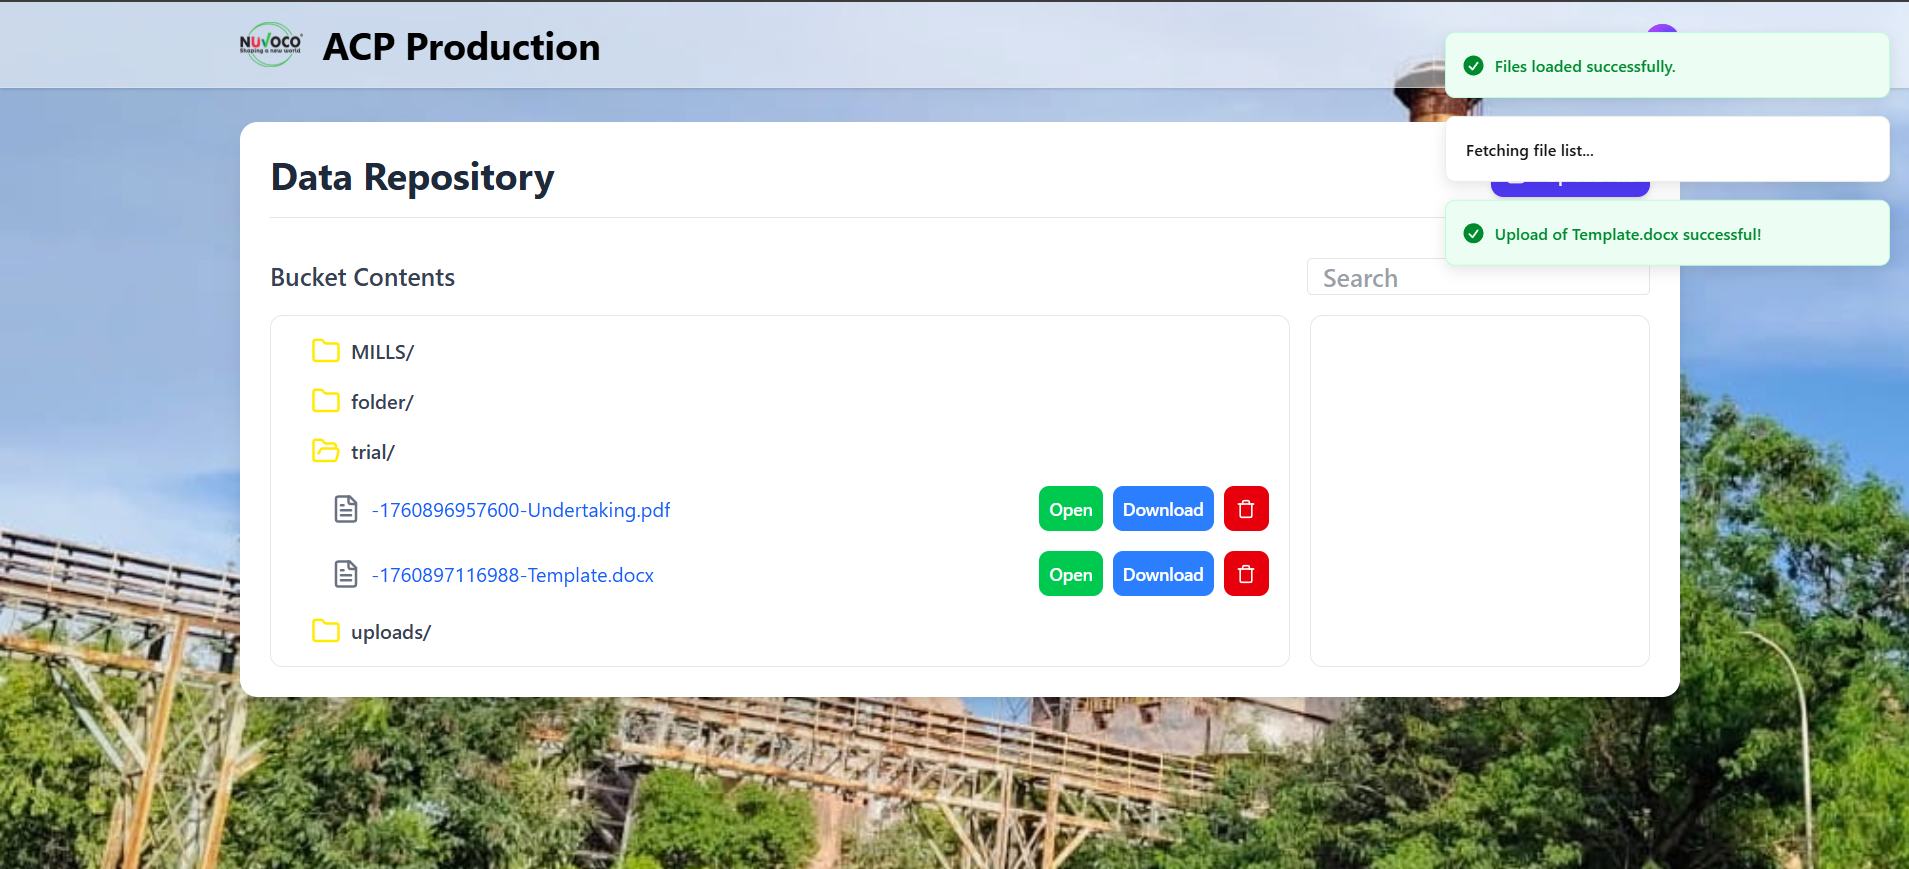 NUVOCO
Shaping a new world
ACP Production
Files loaded successfully.
Fetching file list...
Data Repository
Upload of Template.docx successful!
Bucket Contents
Search
MILLS/
folder/
trial/
-1760896957600-Undertaking.pdf
Open
Download
-1760897116988-Template.docx
Open
Download
uploads/